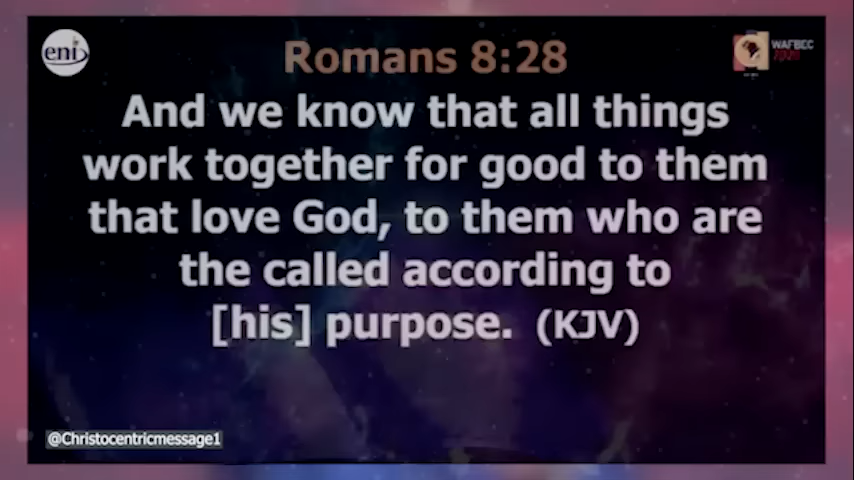 eni
Romans 8:28
WAFBEC
And we know that all things
work together for good to them
that love God, to them who are
the called according to
[his] purpose. (KJV)
@Christocentricmessage1